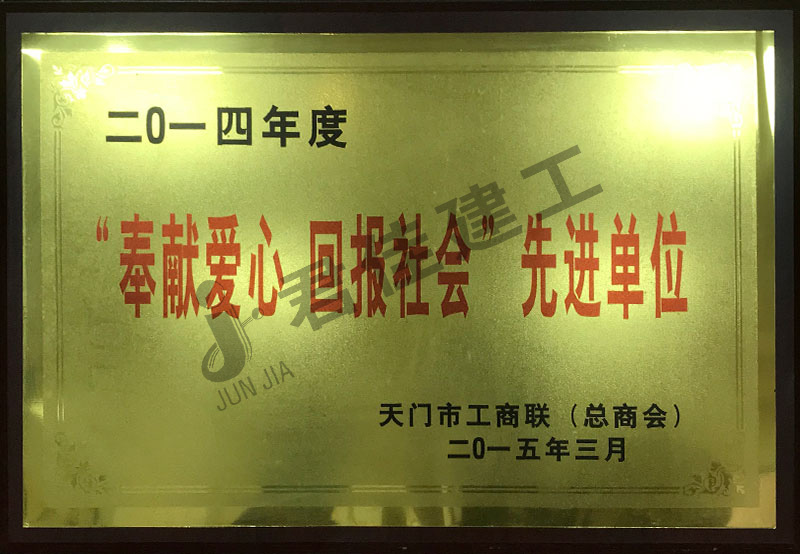 二0一四年度
“奉献爱心 回报社会”先进单位
君佳建工
JUN JIA
天门市工商联（总商会）
二0一五年三月